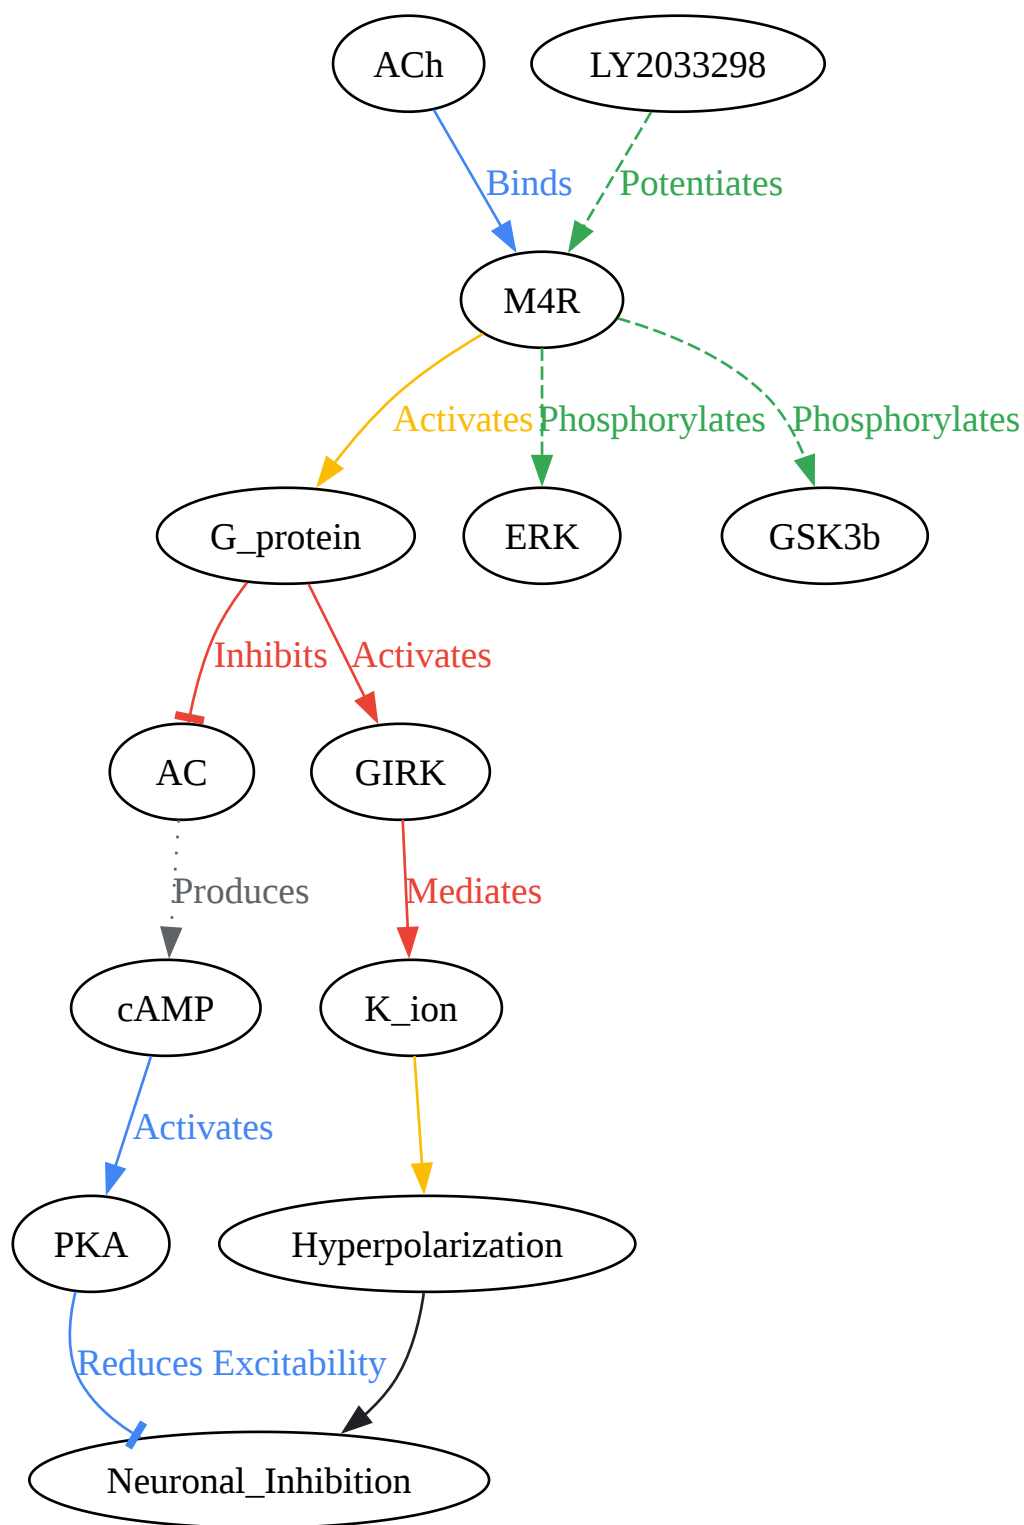 ACh
LY2033298
Binds
Potentiates
M4R
Activates
Phosphorylates
Phosphorylates
G_protein
ERK
GSK3b
Inhibits
Activates
AC
GIRK
Produces
Mediates
cAMP
K_ion
Activates
PKA
Hyperpolarization
Reduces Excitability
Neuronal_Inhibition